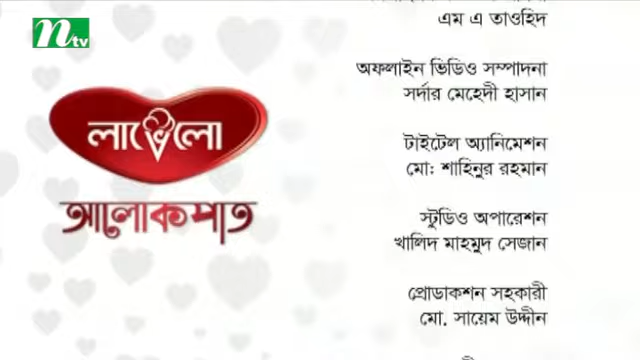 ntv
লাভেলো
আলোকপাত
এম এ তাওহিদ
অফলাইন ভিডিও সম্পাদনা
সর্দার মেহেদী হাসান
টাইটেল অ্যানিমেশন
মো: শাহিনুর রহমান
স্টুডিও অপারেশন
খালিদ মাহমুদ সেজান
প্রোডাকশন সহকারী
মো. সায়েম উদ্দীন